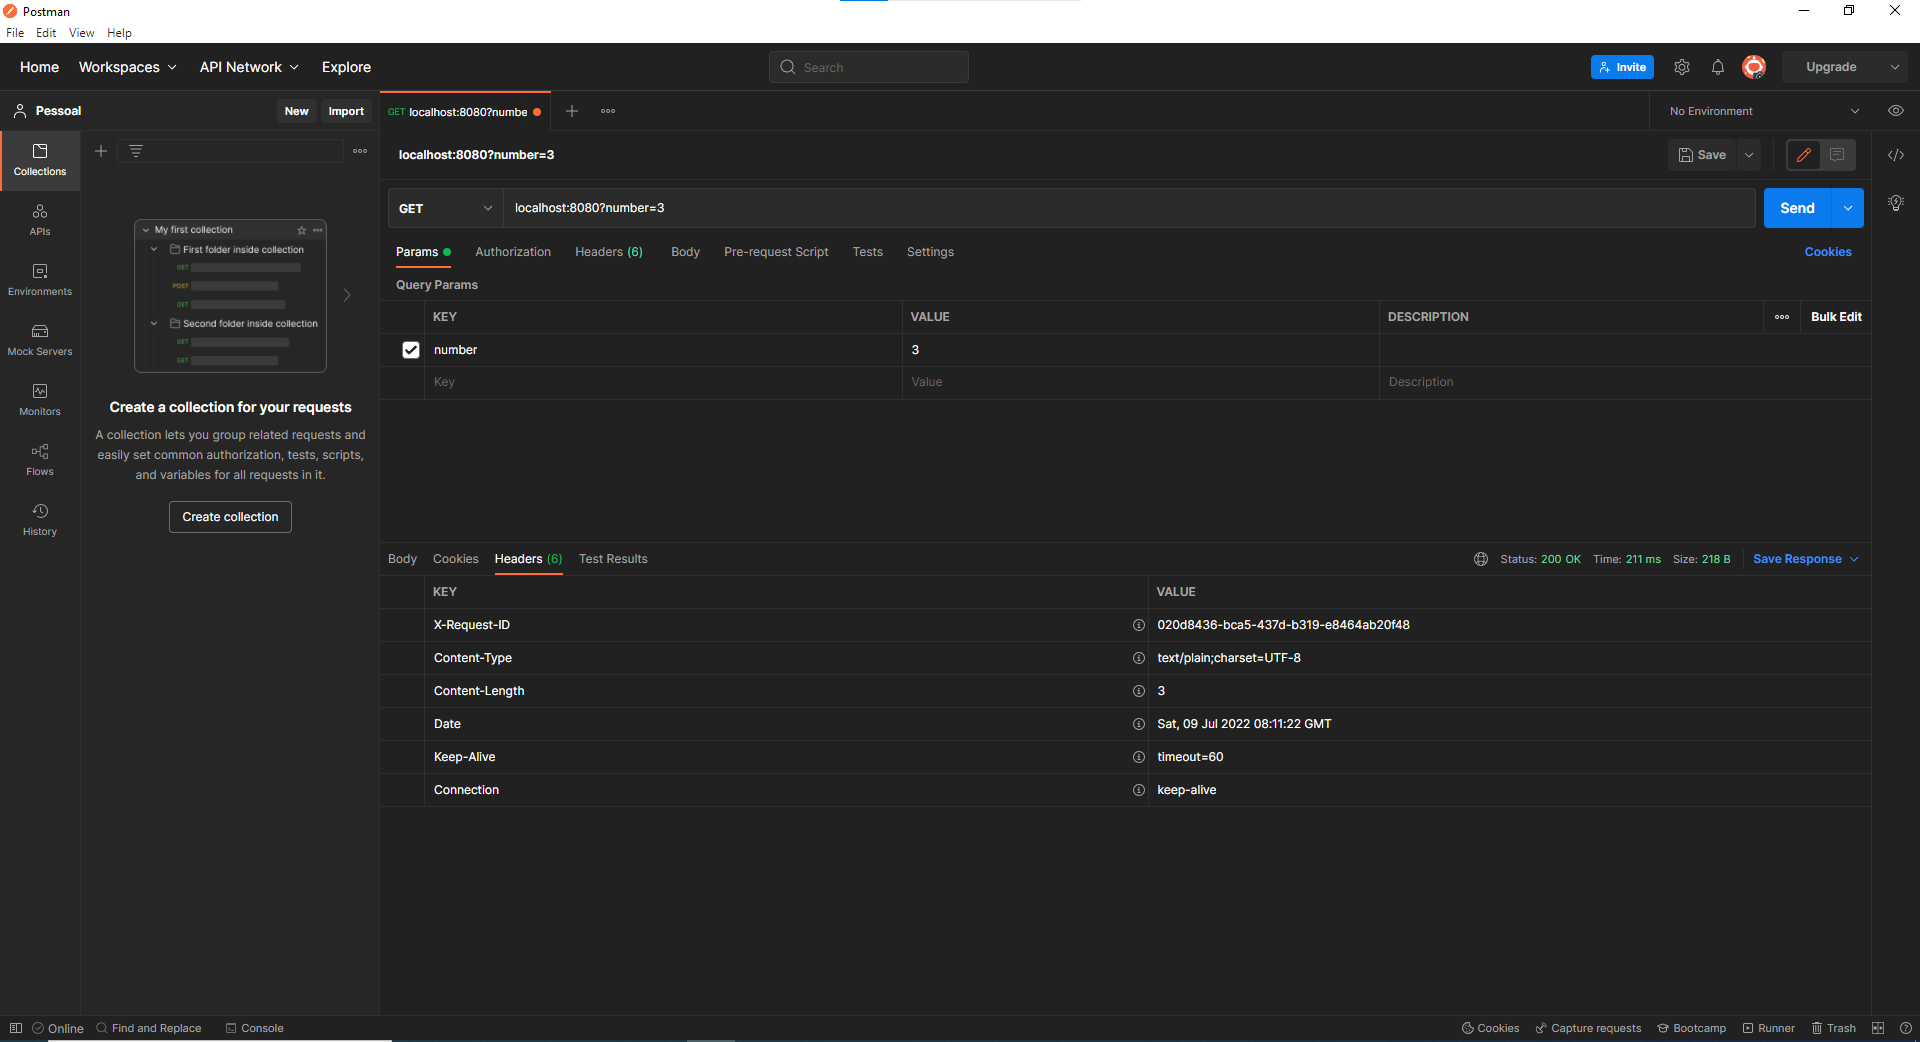 Postman
File Edit View Help
Home Workspaces API Network Explore Search Invite Upgrade
Pessoal New Import GET localhost:8080?numbe No Environment
localhost:8080?number=3 Save
Collections
APIs
Environments
Mock Servers
Monitors
Flows
History
My first collection
First folder inside collection
GET
POST
GET
Second folder inside collection
GET
GET
Create a collection for your requests
A collection lets you group related requests and
easily set common authorization, tests, scripts,
and variables for all requests in it.
Create collection
GET localhost:8080?number=3 Send
Params Authorization Headers (6) Body Pre-request Script Tests Settings Cookies
Query Params
KEY VALUE DESCRIPTION Bulk Edit
number 3
Key Value Description
Body Cookies Headers (6) Test Results Status: 200 OK Time: 211 ms Size: 218 B Save Response
KEY VALUE
X-Request-ID 020d8436-bca5-437d-b319-e8464ab20f48
Content-Type text/plain;charset=UTF-8
Content-Length 3
Date Sat, 09 Jul 2022 08:11:22 GMT
Keep-Alive timeout=60
Connection keep-alive
Online Find and Replace Console Cookies Capture requests Bootcamp Runner Trash